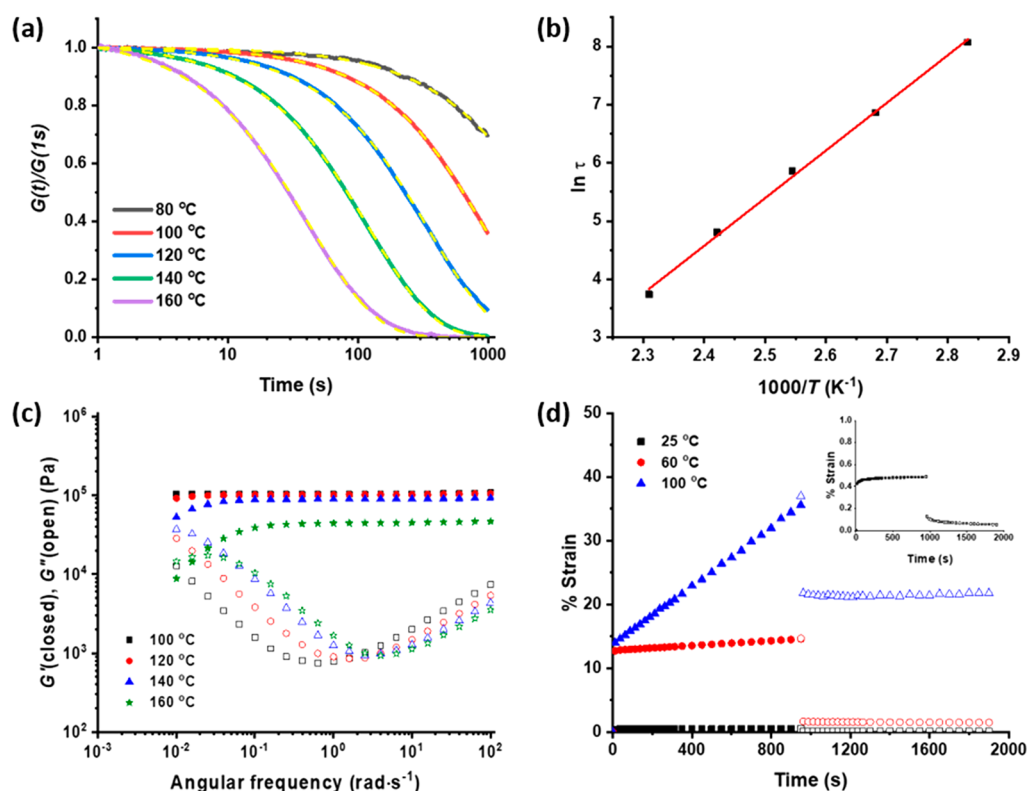 (a)
1.0
0.8
0.6
0.4
0.2
0.0
G(t)/G(1s)
80 °C
100 °C
120 °C
140 °C
160 °C
1 10 100 1000
Time (s)
(b)
8
7
6
5
4
3
ln τ
2.3 2.4 2.5 2.6 2.7 2.8 2.9
1000/T (K⁻¹)
(c)
10⁶
10⁵
10⁴
10³
10²
G'(closed), G''(open) (Pa)
100 °C
120 °C
140 °C
160 °C
10⁻³ 10⁻² 10⁻¹ 10⁰ 10¹ 10²
Angular frequency (rad·s⁻¹)
(d)
50
40
30
20
10
0
% Strain
25 °C
60 °C
100 °C
1.0
0.8
0.6
0.4
0.2
0.0
% Strain
0 500 1000 1500 2000
Time (s)
0 400 800 1200 1600 2000
Time (s)